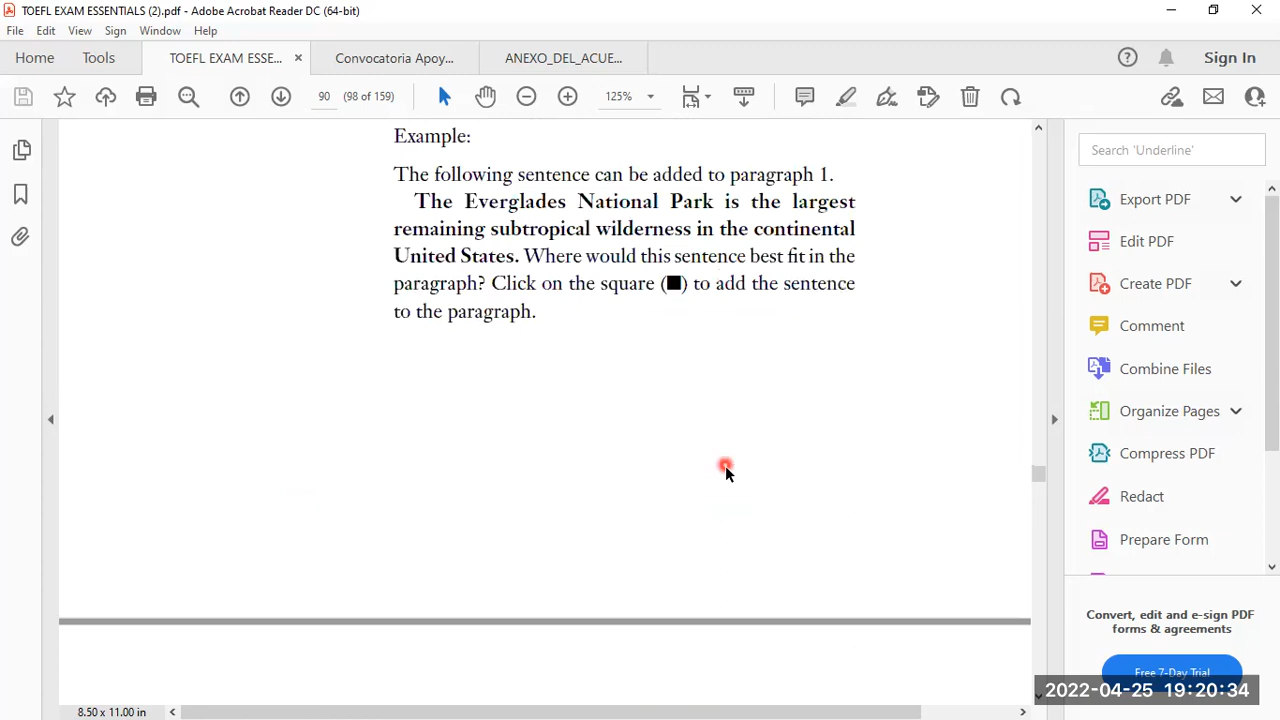 TOEFL EXAM ESSENTIALS (2).pdf - Adobe Acrobat Reader DC (64-bit)
File Edit View Sign Window Help
Home Tools TOEFL EXAM ESSE... × Convocatoria Apoy... ANEXO_DEL_ACUE... Sign In
90 (98 of 159) 125%
Example:
The following sentence can be added to paragraph 1.
The Everglades National Park is the largest
remaining subtropical wilderness in the continental
United States. Where would this sentence best fit in the
paragraph? Click on the square (■) to add the sentence
to the paragraph.
Search 'Underline'
Export PDF
Edit PDF
Create PDF
Comment
Combine Files
Organize Pages
Compress PDF
Redact
Prepare Form
Convert, edit and e-sign PDF
forms & agreements
Free 7-Day Trial
2022-04-25 19:20:34
8.50 x 11.00 in